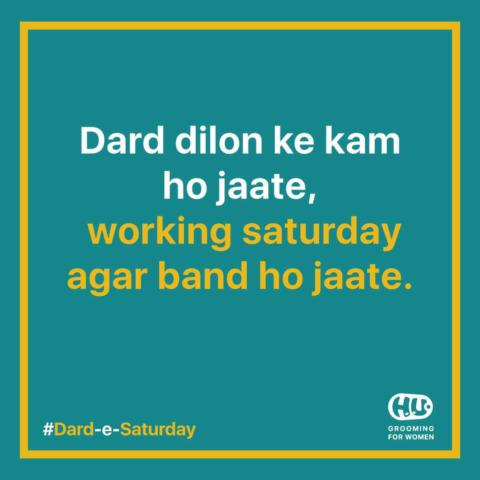 Dard dilon ke kam
ho jaate,
working saturday
agar band ho jaate.
#Dard-e-Saturday
H.U.
GROOMING
FOR WOMEN